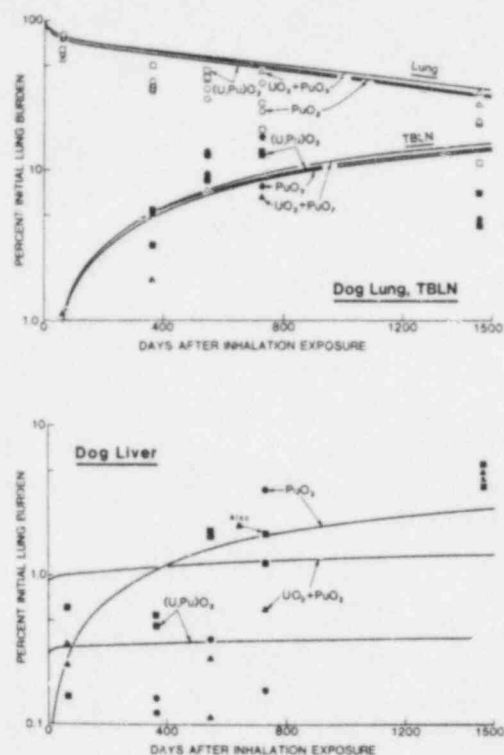 100
Lung
(U,Pu)O₂
UO₂+PuO₂
PuO₂
(U,Pu)O₂
TBLN
10
PuO₂
UO₂+PuO₂
Dog Lung, TBLN
1.0
400
800
1200
1500
DAYS AFTER INHALATION EXPOSURE
PERCENT INITIAL LUNG BURDEN
10
Dog Liver
PuO₂
1.0
(U,Pu)O₂
UO₂+PuO₂
0.1
0
400
800
1200
1500
DAYS AFTER INHALATION EXPOSURE
PERCENT INITIAL LUNG BURDEN